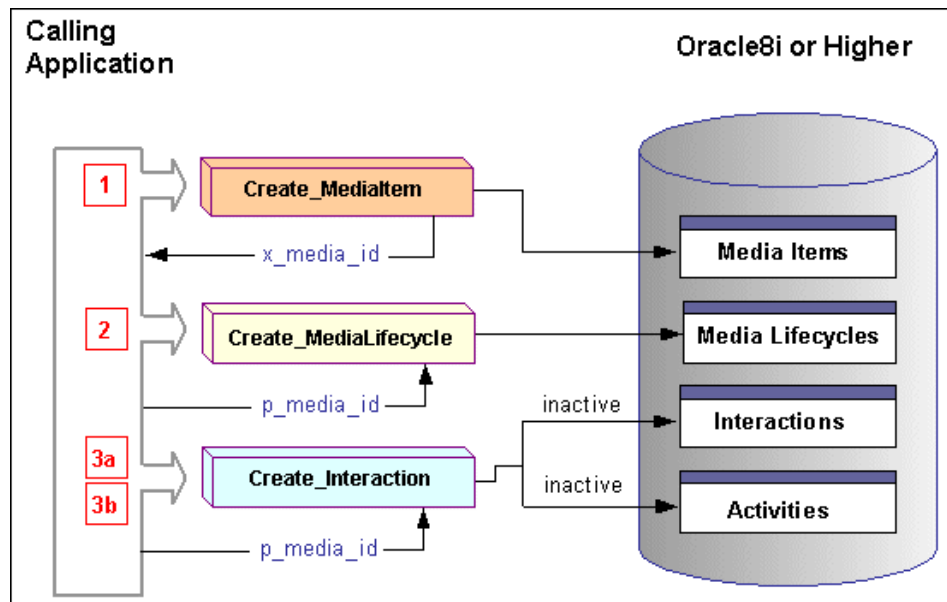 Calling
Application
Oracle8i or Higher
1
Create_MediaItem
x_media_id
Media Items
2
Create_MediaLifecycle
Media Lifecycles
p_media_id
inactive
Interactions
3a
Create_Interaction
3b
inactive
Activities
p_media_id